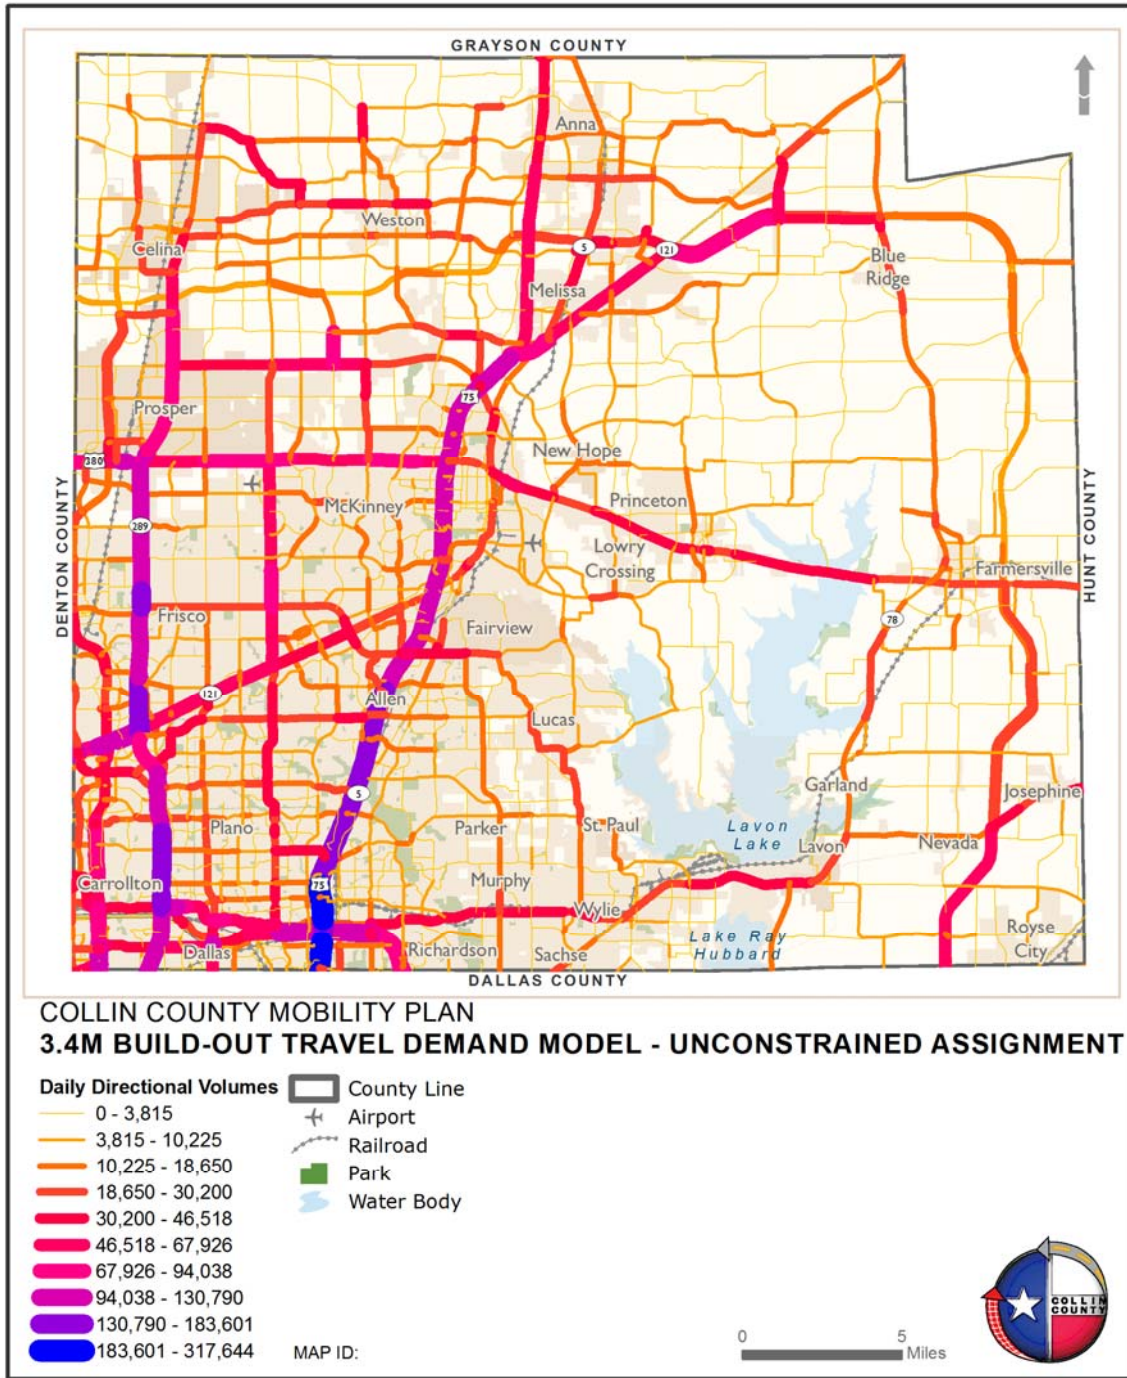 GRAYSON COUNTY
Anna
Weston
Celina
5
121
Blue
Ridge
Melissa
75
Prosper
380
New Hope
Princeton
McKinney
289
Lowry
Crossing
Farmersville
DENTON COUNTY
HUNT COUNTY
Frisco
Fairview
78
121
Allen
Lucas
5
Garland
Josephine
Plano
Parker
St. Paul
Lavon
Lake
Lavon
Nevada
Carrollton
75
Murphy
Wylie
Royse
City
Dallas
Richardson
Sachse
Lake Ray
Hubbard
DALLAS COUNTY
COLLIN COUNTY MOBILITY PLAN
3.4M BUILD-OUT TRAVEL DEMAND MODEL - UNCONSTRAINED ASSIGNMENT
Daily Directional Volumes
0 - 3,815
3,815 - 10,225
10,225 - 18,650
18,650 - 30,200
30,200 - 46,518
46,518 - 67,926
67,926 - 94,038
94,038 - 130,790
130,790 - 183,601
183,601 - 317,644
County Line
Airport
Railroad
Park
Water Body
MAP ID:
0 5
Miles
COLLIN
COUNTY